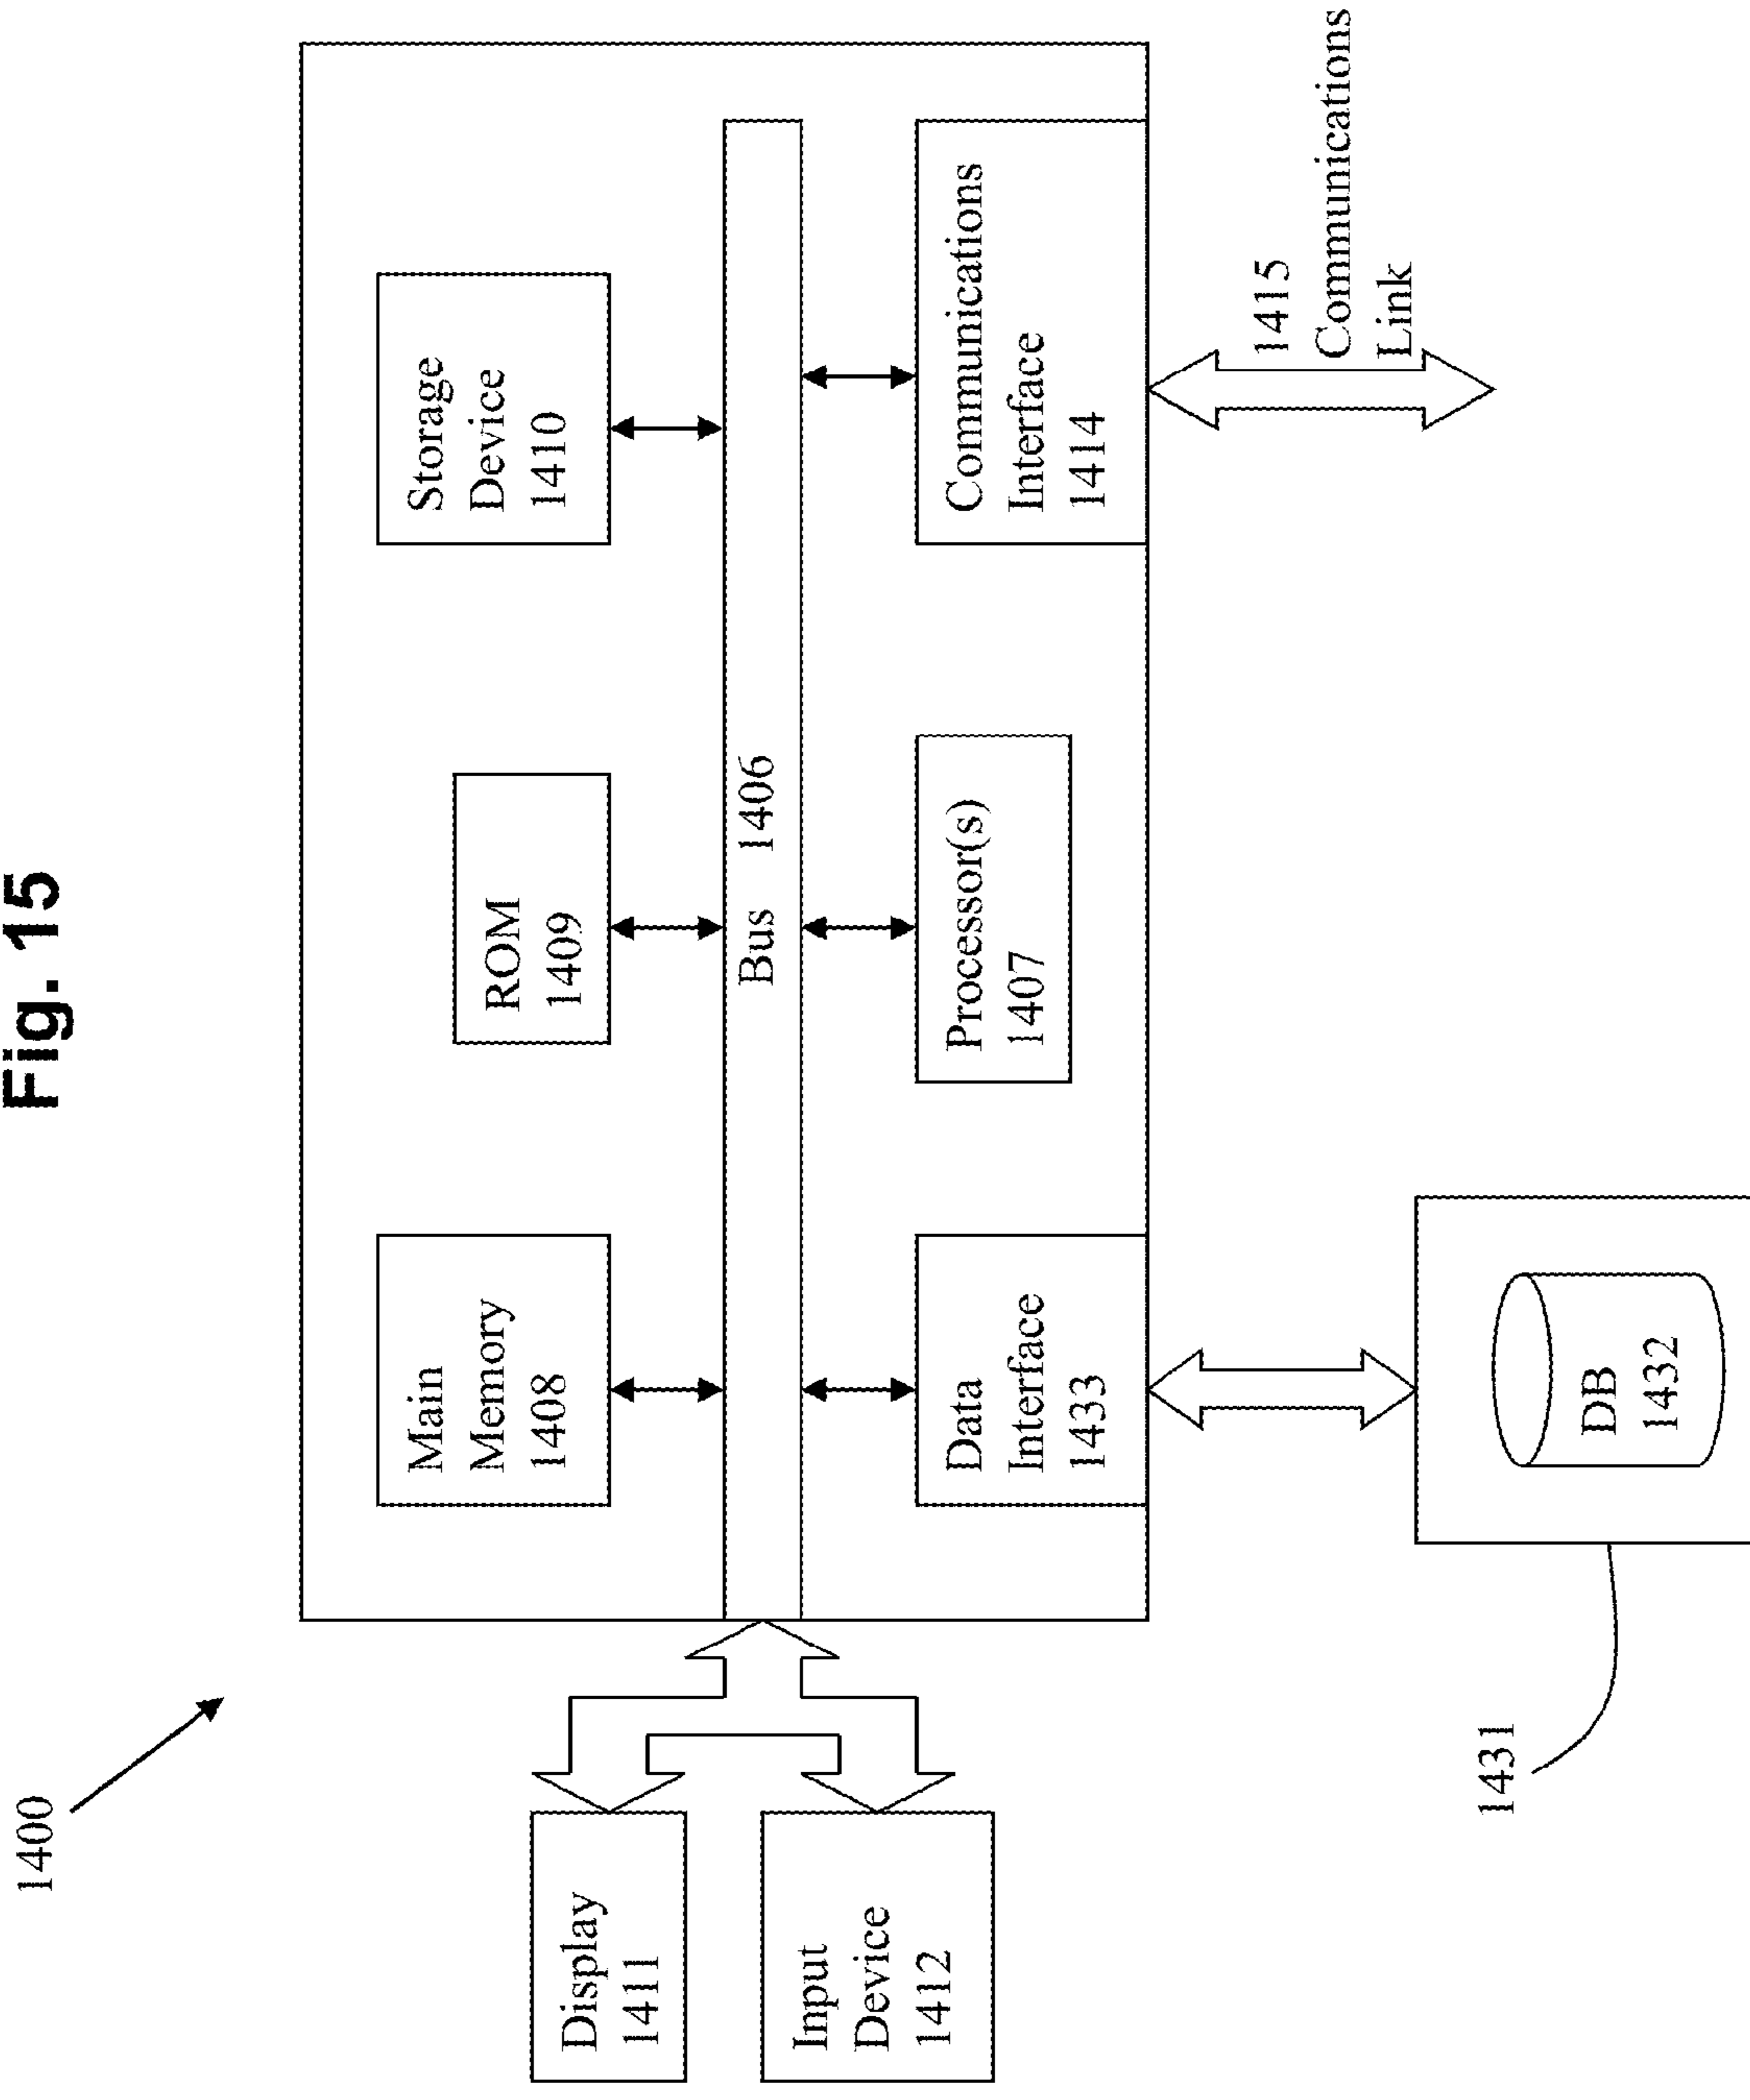 Fig. 15
1400
Main
Memory
1408
ROM
1409
Storage
Device
1410
Display
1411
Bus 1406
Input
Device
1412
Data
Interface
1433
Processor(s)
1407
Communications
Interface
1414
1415
Communications
Link
1431
DB
1432